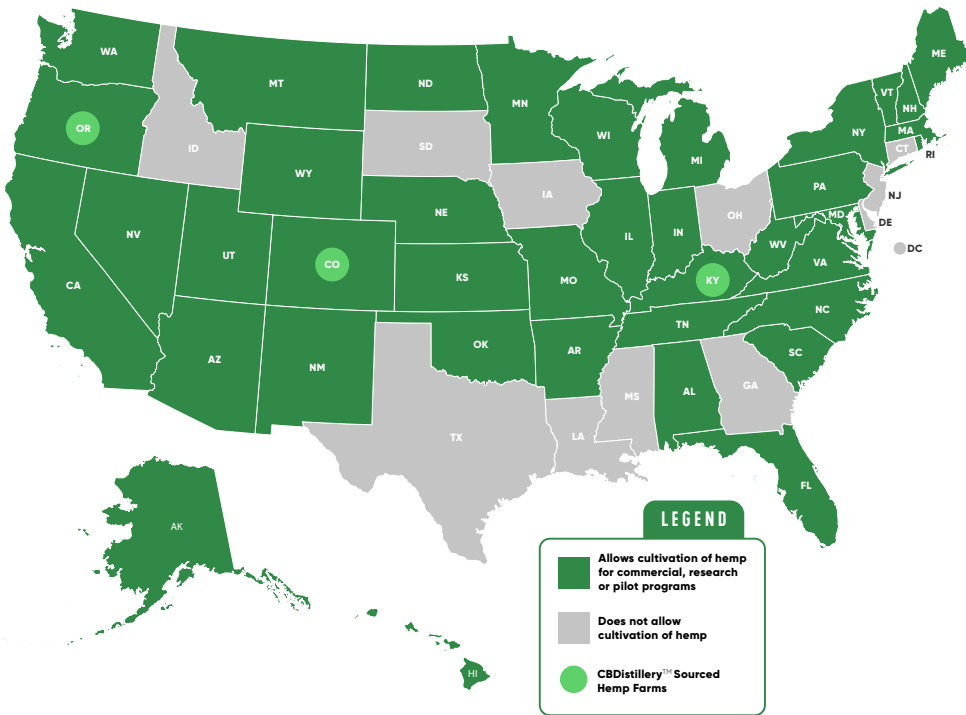 WA
MT
ND
MN
ME
VT
NH
OR
ID
SD
WI
MI
NY
MA
CT
RI
WY
IA
NE
PA
NJ
OH
MD
DE
NV
UT
CO
IL
IN
WV
DC
CA
KS
MO
KY
VA
NC
TN
AZ
NM
OK
AR
SC
MS
AL
GA
TX
LA
FL
AK
HI
LEGEND
Allows cultivation of hemp
for commercial, research
or pilot programs
Does not allow
cultivation of hemp
CBDistillery™ Sourced
Hemp Farms